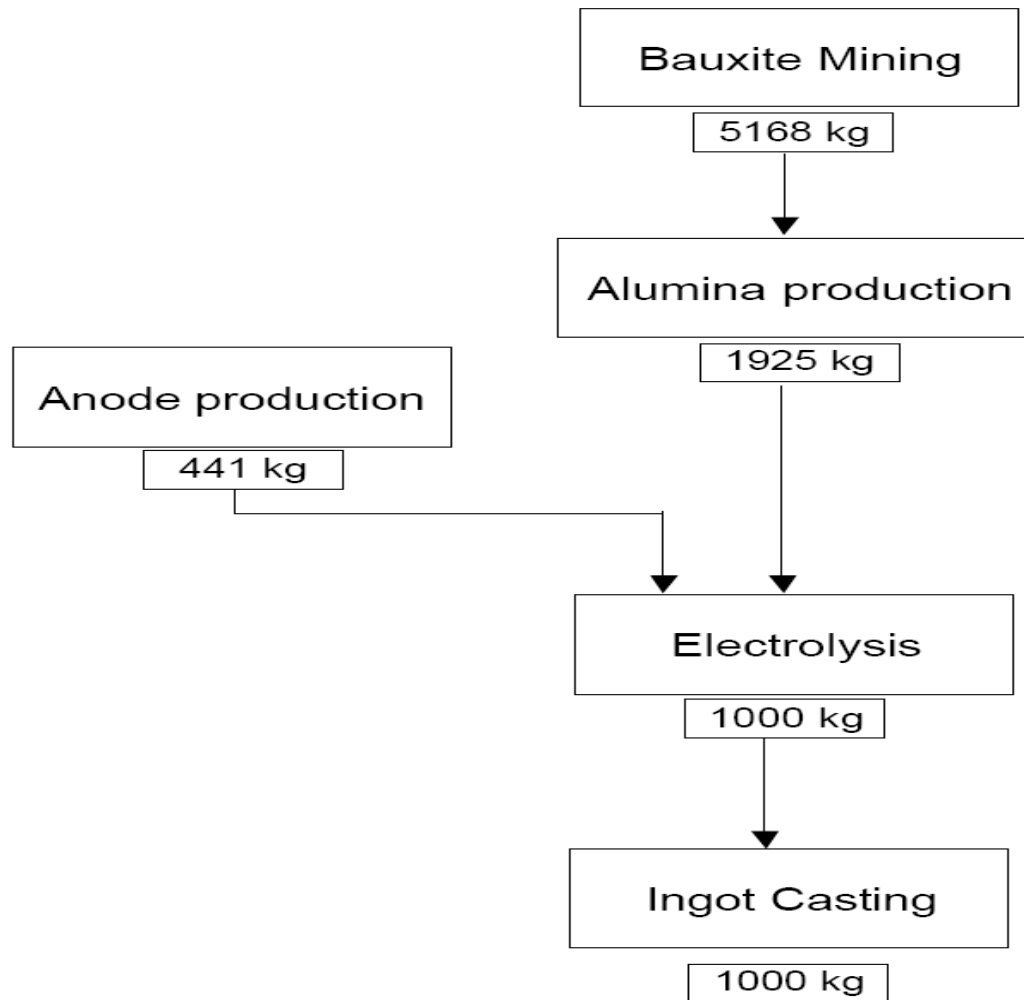 Bauxite Mining
5168 kg
Alumina production
1925 kg
Anode production
441 kg
Electrolysis
1000 kg
Ingot Casting
1000 kg